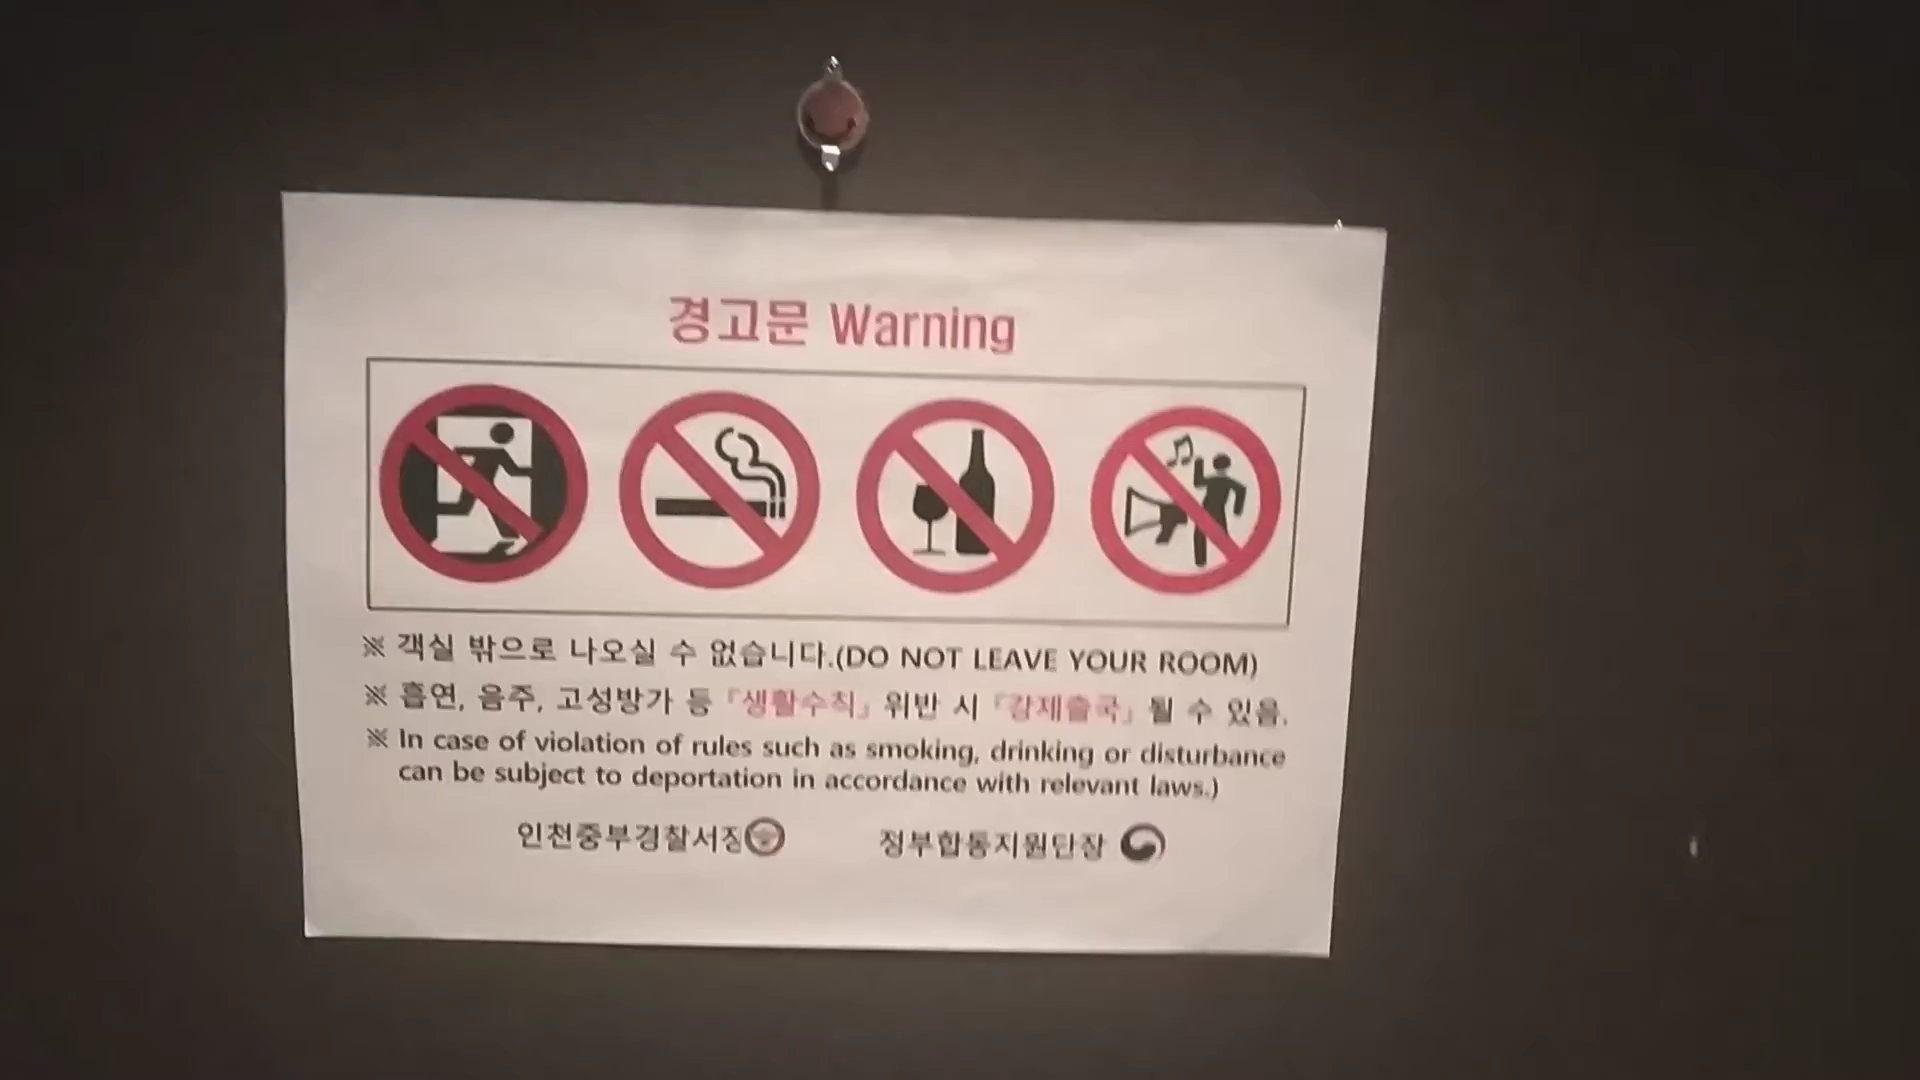 경고문 Warning
※ 객실 밖으로 나오실 수 없습니다.(DO NOT LEAVE YOUR ROOM)
※ 흡연, 음주, 고성방가 등 「생활수칙」 위반 시 「강제출국」 될 수 있음.
※ In case of violation of rules such as smoking, drinking or disturbance
can be subject to deportation in accordance with relevant laws.)
인천중부경찰서장 정부합동지원단장